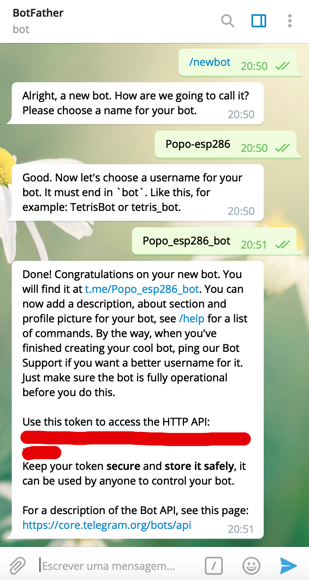 BotFather
bot
/newbot 20:50
Alright, a new bot. How are we going to call it?
Please choose a name for your bot. 20:50
Popo-esp286 20:50
Good. Now let's choose a username for your
bot. It must end in `bot`. Like this, for
example: TetrisBot or tetris_bot. 20:50
Popo_esp286_bot 20:51
Done! Congratulations on your new bot. You
will find it at t.me/Popo_esp286_bot. You can
now add a description, about section and
profile picture for your bot, see /help for a list
of commands. By the way, when you've
finished creating your cool bot, ping our Bot
Support if you want a better username for it.
Just make sure the bot is fully operational
before you do this.
Use this token to access the HTTP API:
Keep your token secure and store it safely, it
can be used by anyone to control your bot.
For a description of the Bot API, see this page:
https://core.telegram.org/bots/api 20:51
Escrever uma mensagem...